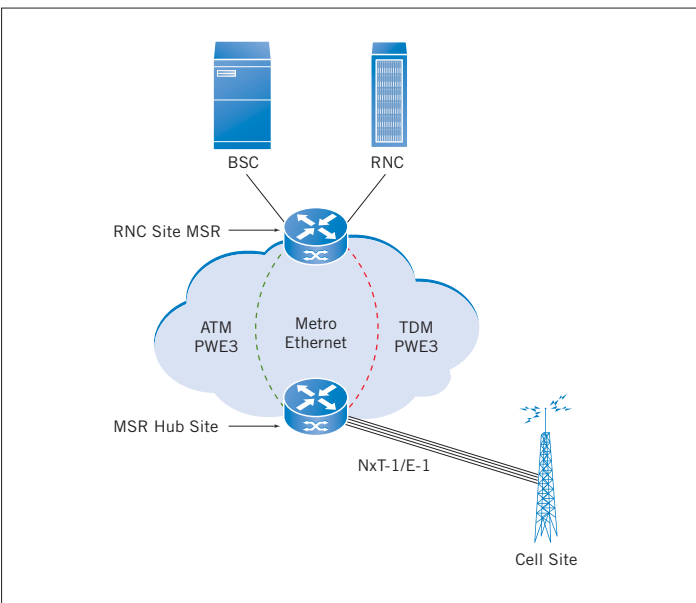 BSC
RNC
RNC Site MSR
ATM
PWE3
Metro
Ethernet
TDM
PWE3
MSR Hub Site
NxT-1/E-1
Cell Site